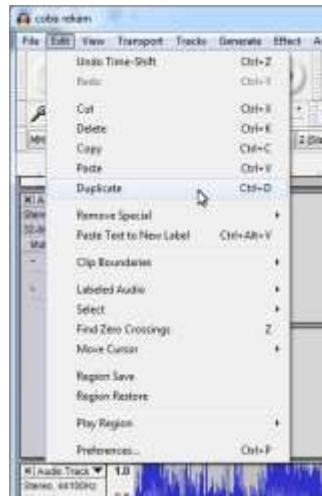 coba rekam
File Edit View Transport Tracks Generate Effect
Undo Time-Shift Ctrl+Z
Redo Ctrl+Y
Cut Ctrl+X
Delete Ctrl+K
Copy Ctrl+C
Paste Ctrl+V
Duplicate Ctrl+D
Remove Special
Paste Text to New Label Ctrl+Alt+V
Clip Boundaries
Labeled Audio
Select
Find Zero Crossings Z
Move Cursor
Region Save
Region Restore
Play Region
Preferences... Ctrl+P
Audio Track 1.0
Stereo, 44100Hz